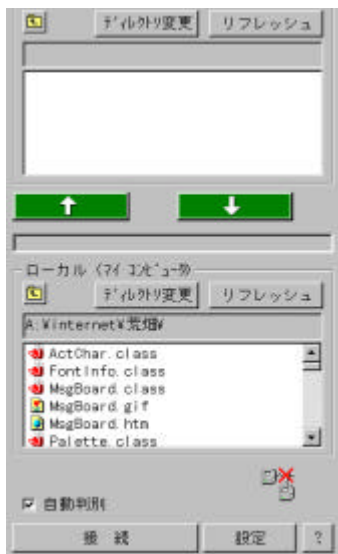 ﾃﾞｨﾚｸﾄﾘ変更 リフレッシュ
ローカル (ﾏｲ ｺﾝﾋﾟｭｰﾀ)
ﾃﾞｨﾚｸﾄﾘ変更 リフレッシュ
A:¥internet¥荒畑¥
ActChar.class
FontInfo.class
MsgBoard.class
MsgBoard.gif
MsgBoard.htm
Palette.class
自動判別
接 続 設定 ?